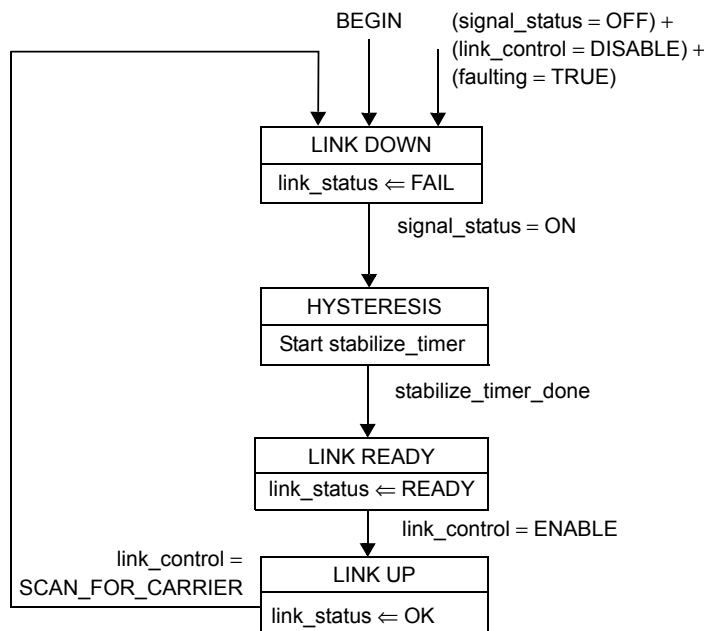 BEGIN
(signal_status = OFF) +
(link_control = DISABLE) +
(faulting = TRUE)
LINK DOWN
link_status ⇐ FAIL
signal_status = ON
HYSTERESIS
Start stabilize_timer
stabilize_timer_done
LINK READY
link_status ⇐ READY
link_control = ENABLE
link_control =
SCAN_FOR_CARRIER
LINK UP
link_status ⇐ OK